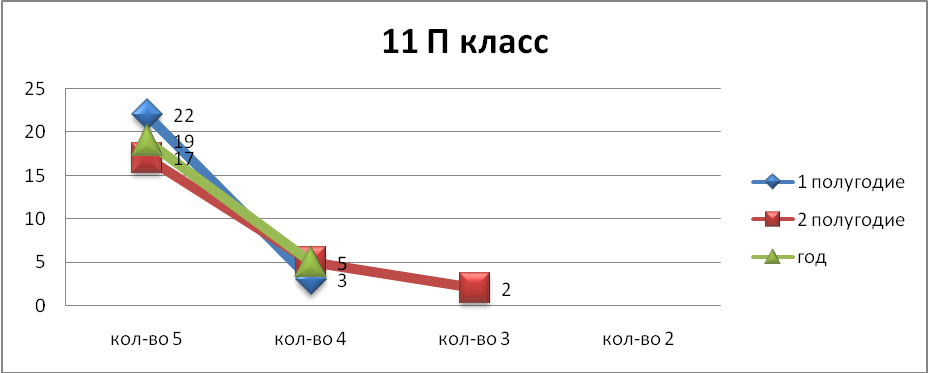 11 П класс
25
20
15
10
5
0
22
19
17
5
3
2
кол-во 5
кол-во 4
кол-во 3
кол-во 2
1 полугодие
2 полугодие
год